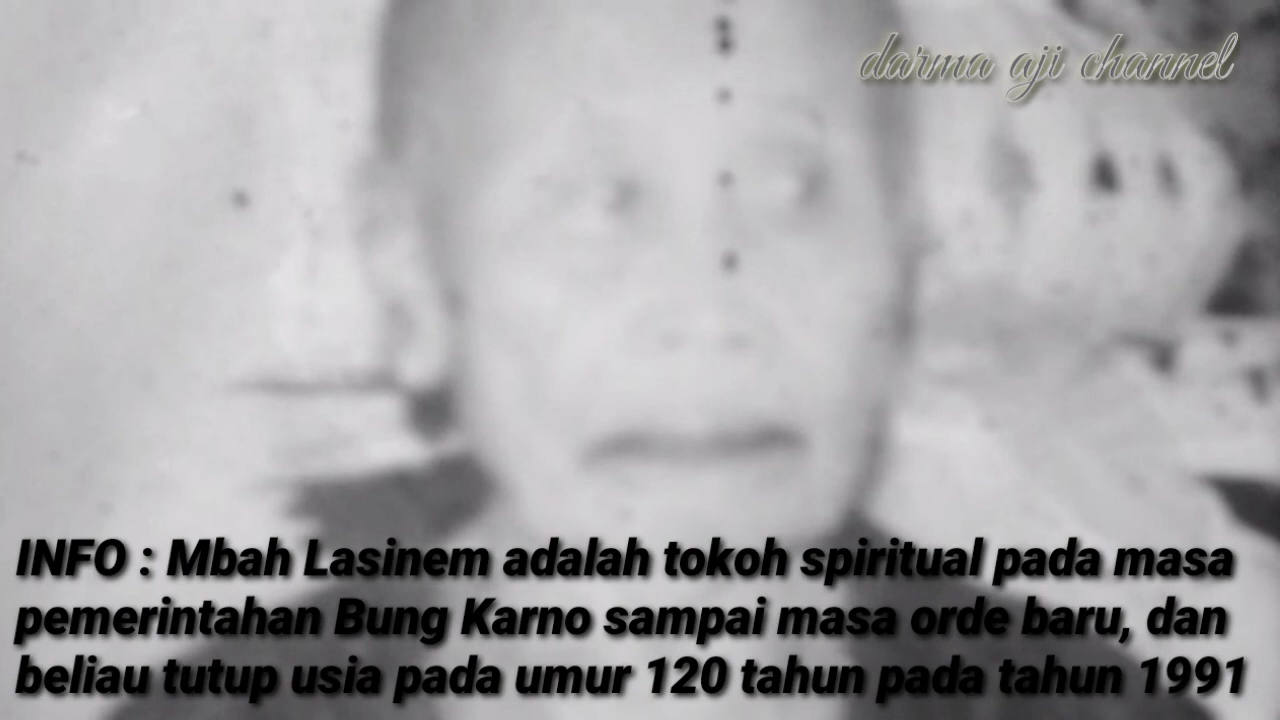 darma aji channel
INFO : Mbah Lasinem adalah tokoh spiritual pada masa
pemerintahan Bung Karno sampai masa orde baru, dan
beliau tutup usia pada umur 120 tahun pada tahun 1991